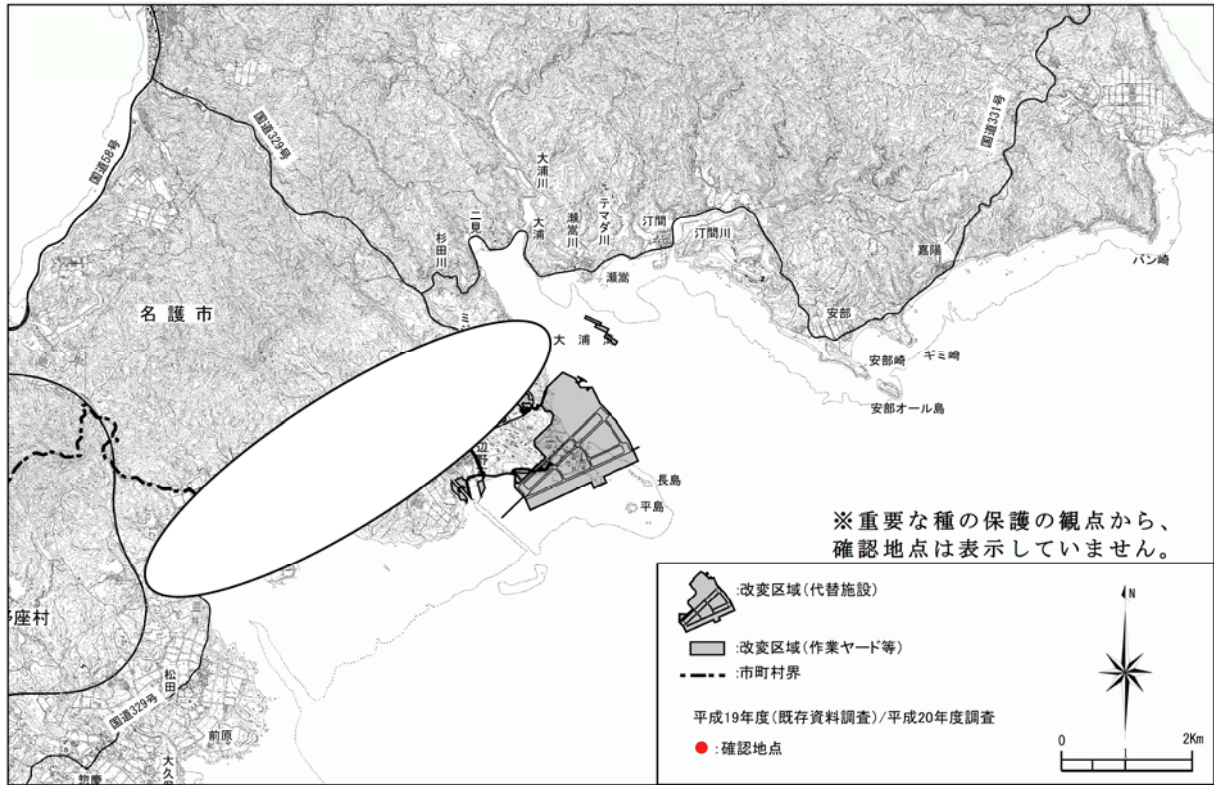 国道58号
国道329号
国道331号
大浦川
テマダ川
瀬嵩川
大浦
二見
杉田川
汀間
汀間川
瀬嵩
嘉陽
バン崎
安部
安部崎
ギミ崎
安部オール島
名護市
大浦
辺野
長島
平島
※重要な種の保護の観点から、
確認地点は表示していません。
:改変区域(代替施設)
:改変区域(作業ヤード等)
:市町村界
平成19年度(既存資料調査)/平成20年度調査
:確認地点
N
0 1 2Km
座村
松田
国道329号
前原
大久
惣慶